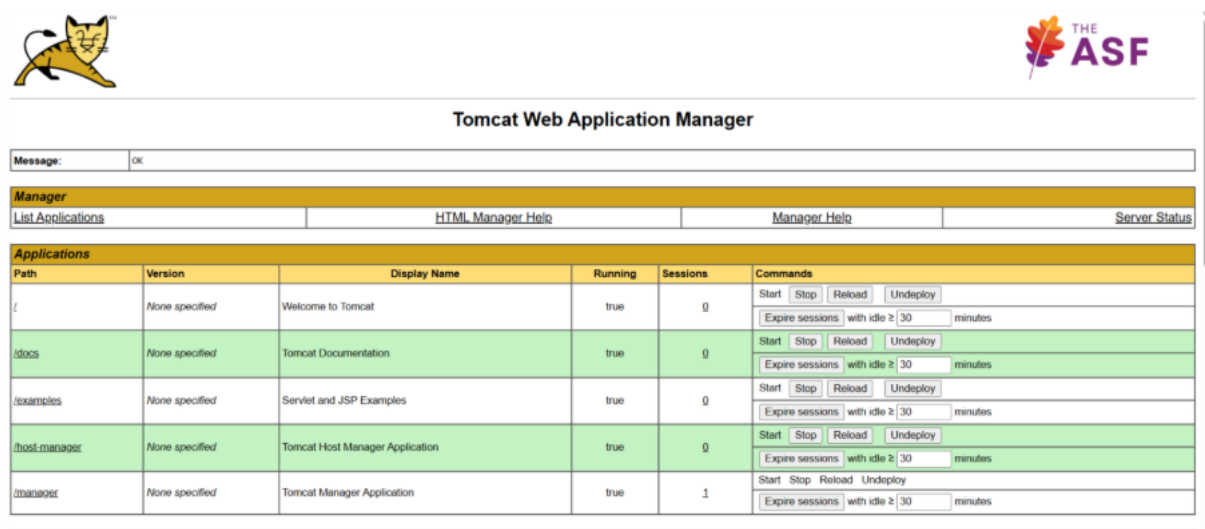 TM
THE
ASF
Tomcat Web Application Manager
Message: OK
Manager
List Applications HTML Manager Help Manager Help Server Status
Applications
Path Version Display Name Running Sessions Commands
/ None specified Welcome to Tomcat true 0 Start Stop Reload Undeploy
Expire sessions with idle ≥ 30 minutes
/docs None specified Tomcat Documentation true 0 Start Stop Reload Undeploy
Expire sessions with idle ≥ 30 minutes
/examples None specified Servlet and JSP Examples true 0 Start Stop Reload Undeploy
Expire sessions with idle ≥ 30 minutes
/host-manager None specified Tomcat Host Manager Application true 0 Start Stop Reload Undeploy
Expire sessions with idle ≥ 30 minutes
/manager None specified Tomcat Manager Application true 1 Start Stop Reload Undeploy
Expire sessions with idle ≥ 30 minutes